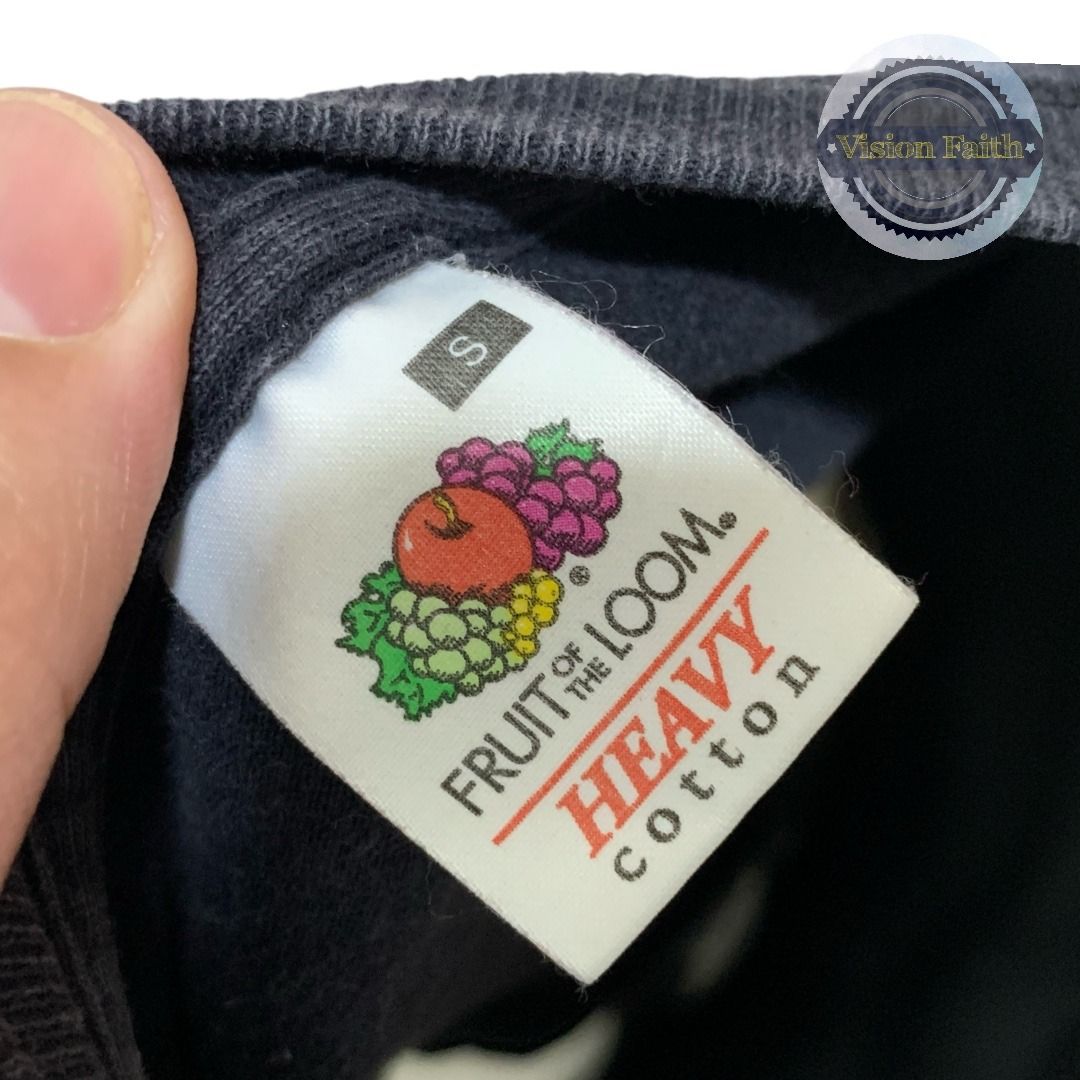 Vision Faith
S
®
FRUIT OF THE LOOM®
HEAVY
cotton